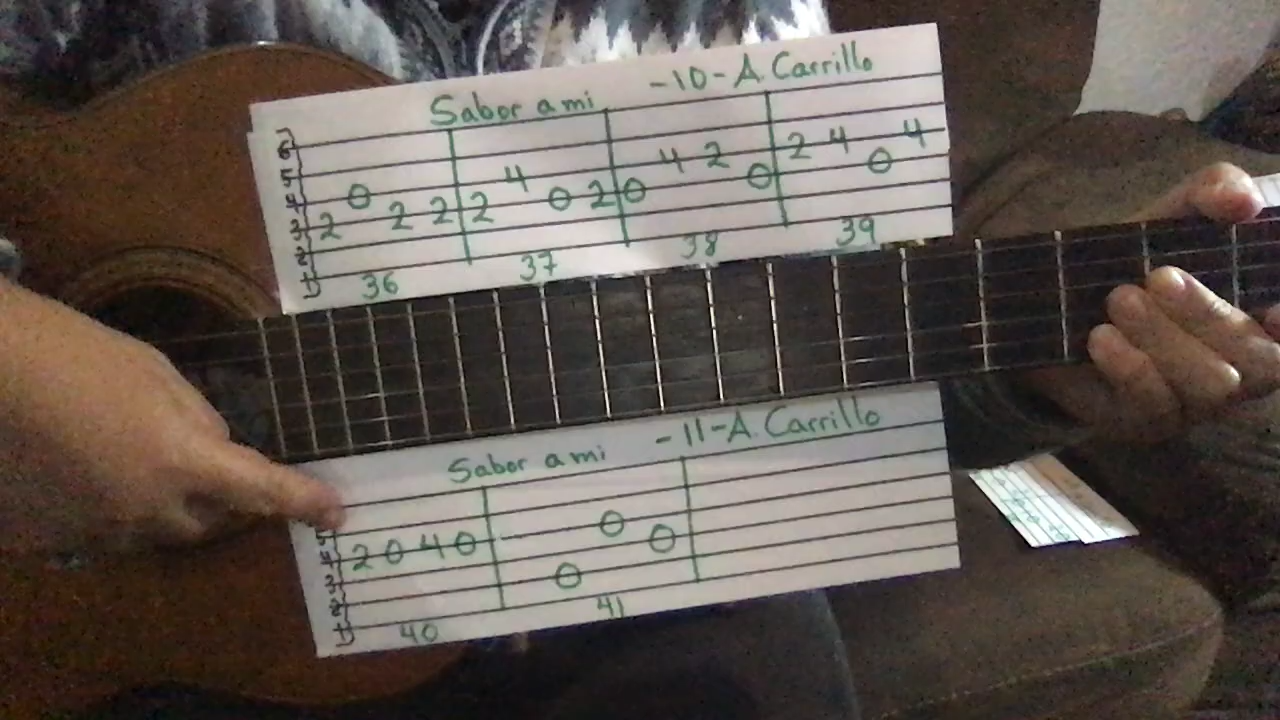 Sabor a mi -10- A. Carrillo
6
5
4
3
2
1
2 0 2 2 2 4 0 2 0 4 2 0 2 4 0 4
36 37 38 39
Sabor a mi -11- A. Carrillo
5
4
3
2
1
2 0 4 0 0 0 0
40 41